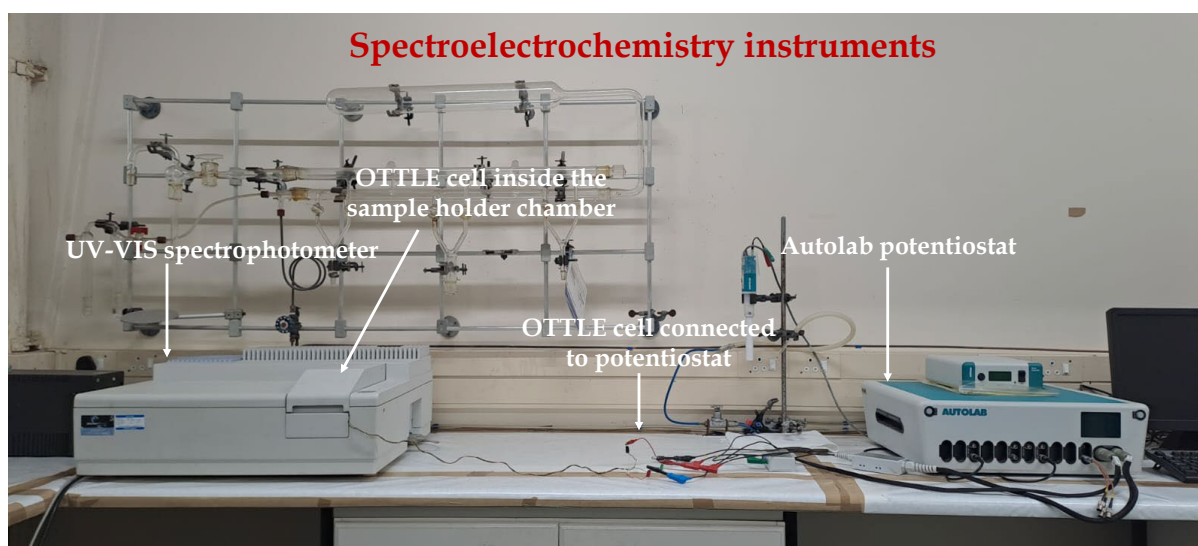 Spectroelectrochemistry instruments
OTTLE cell inside the
sample holder chamber
UV-VIS spectrophotometer
Autolab potentiostat
OTTLE cell connected
to potentiostat
AUTOLAB